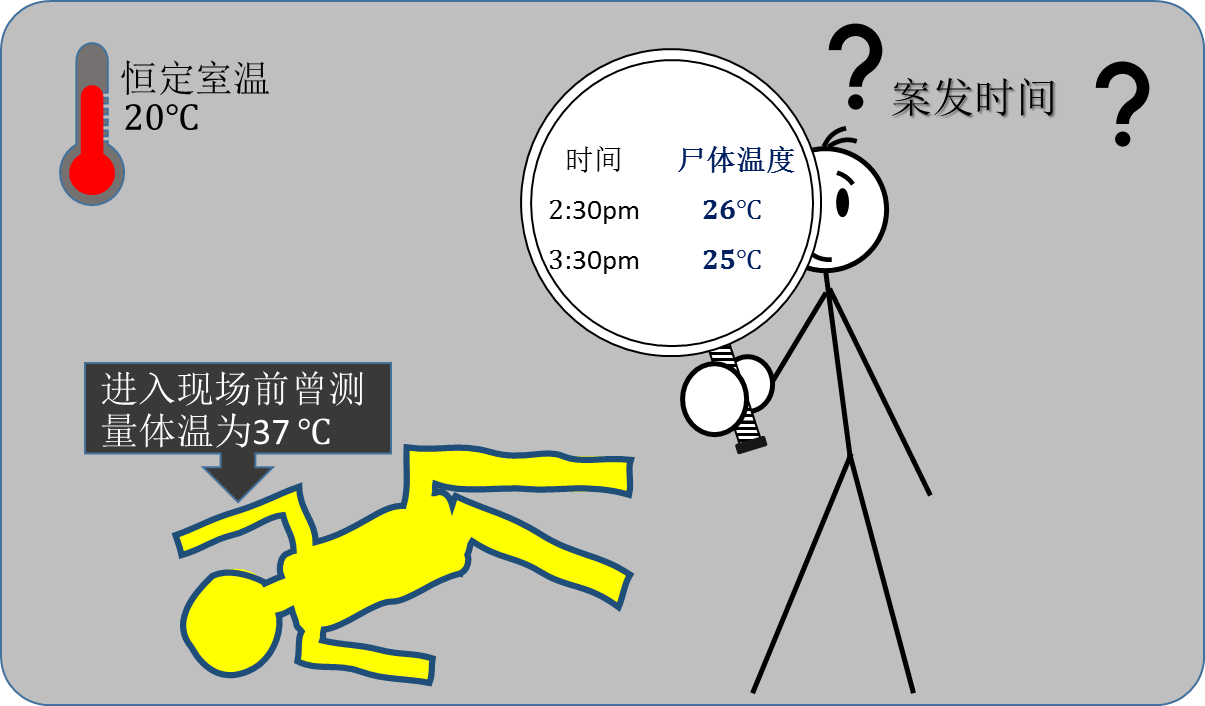 恒定室温
20℃
? 案发时间 ?
时间 尸体温度
2:30pm 26℃
3:30pm 25℃
进入现场前曾测
量体温为37 ℃